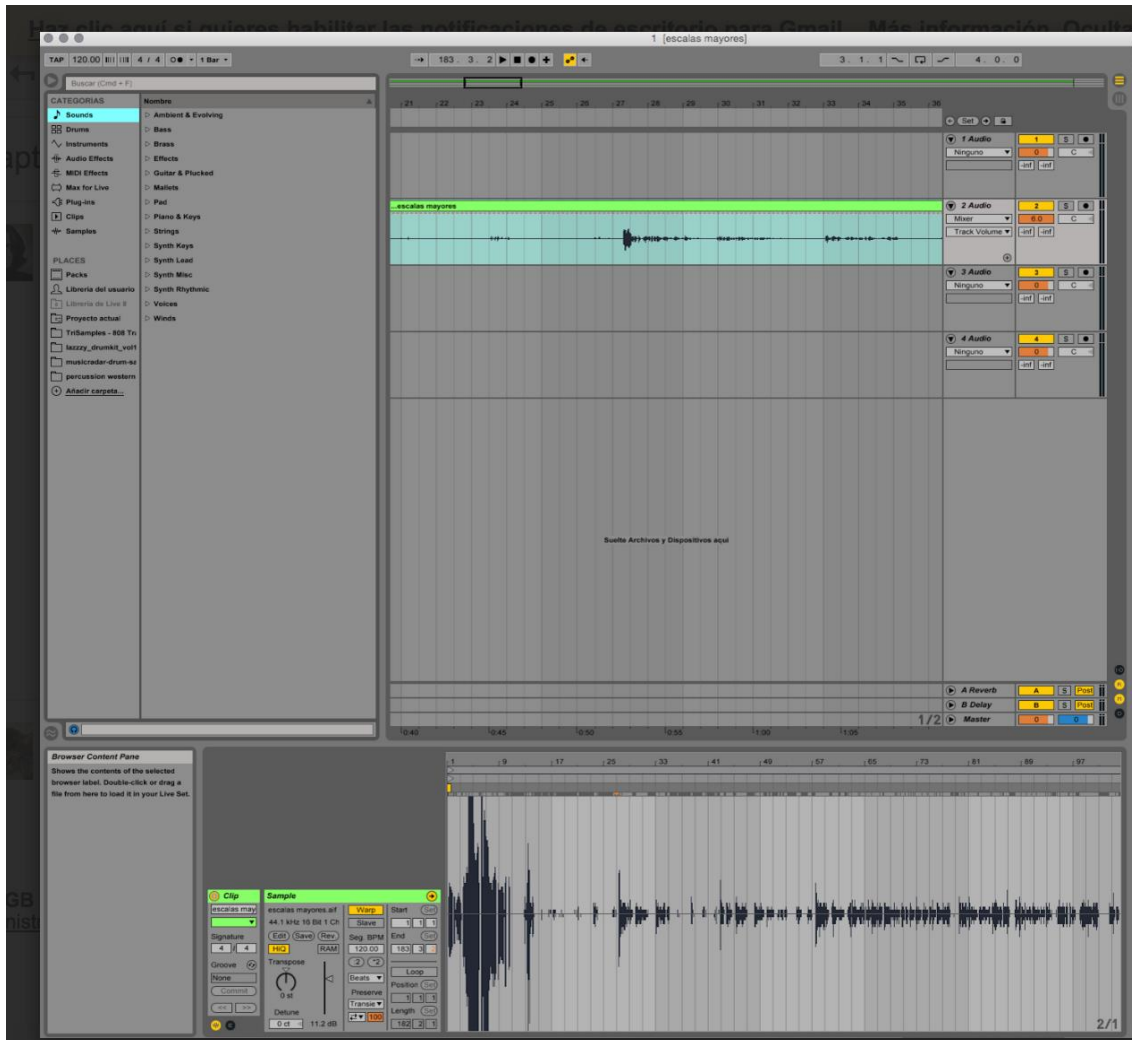 Haz clic aquí si quieres habilitar las notificaciones de escritorio para Gmail. Más información Oculta
1 [escalas mayores]
TAP 120.00 4 / 4 1 Bar
183 . 3 . 2
3 . 1 . 1
4 . 0 . 0
Buscar (Cmd + F)
CATEGORIAS
Sounds
Drums
Instruments
Audio Effects
MIDI Effects
Max for Live
Plug-ins
Clips
Samples
PLACES
Packs
Librería del usuario
Librería de Live 9
Proyecto actual
TriSamples - 808 Tra
lazzzy_drumkit_vol1
musicradar-drum-sa
percussion western
Añadir carpeta...
Nombre
Ambient & Evolving
Bass
Brass
Effects
Guitar & Plucked
Mallets
Pad
Piano & Keys
Strings
Synth Keys
Synth Lead
Synth Misc
Synth Rhythmic
Voices
Winds
21 22 23 24 25 26 27 28 29 30 31 32 33 34 35 36
Set
1 Audio 1 S
Ninguno 0 C
-inf -inf
...escalas mayores
2 Audio 2 S
Mixer 6.0 C
Track Volume -inf -inf
3 Audio 3 S
Ninguno 0 C
-inf -inf
4 Audio 4 S
Ninguno 0 C
-inf -inf
Suelte Archivos y Dispositivos aquí
A Reverb A S Post
B Delay B S Post
1/2 Master 0 0
0:40 0:45 0:50 0:55 1:00 1:05
Browser Content Pane
Shows the contents of the selected
browser label. Double-click or drag a
file from here to load it in your Live Set.
Clip
escalas may
Signature
4 / 4
Groove
None
Commit
<< >>
Sample
escalas mayores.aif
44.1 kHz 16 Bit 1 Ch
Edit Save Rev.
HiQ RAM
Transpose
0 st
Detune
0 ct 11.2 dB
Warp
Slave
Seg. BPM
120.00
:2 *2
Beats
Preserve
Transie
100
Start Set
1 1 1
End Set
183 3
Loop
Position Set
1 1 1
Length Set
182 2 1
1 9 17 25 33 41 49 57 65 73 81 89 97
2/1